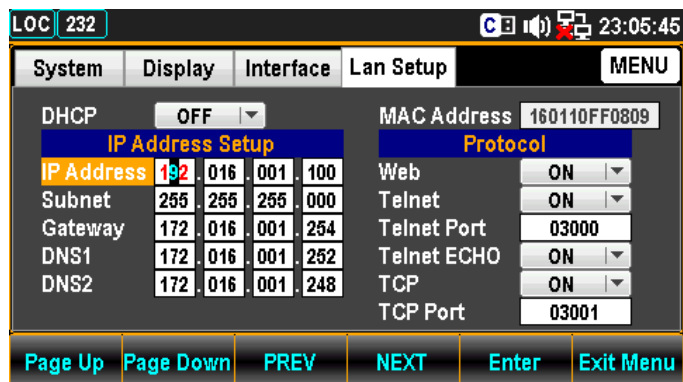 LOC 232 C 23:05:45
System Display Interface Lan Setup MENU
DHCP OFF MAC Address 160110FF0809
IP Address Setup Protocol
IP Address 192.016.001.100 Web ON
Subnet 255.255.255.000 Telnet ON
Gateway 172.016.001.254 Telnet Port 03000
DNS1 172.016.001.252 Telnet ECHO ON
DNS2 172.016.001.248 TCP ON
TCP Port 03001
Page Up Page Down PREV NEXT Enter Exit Menu